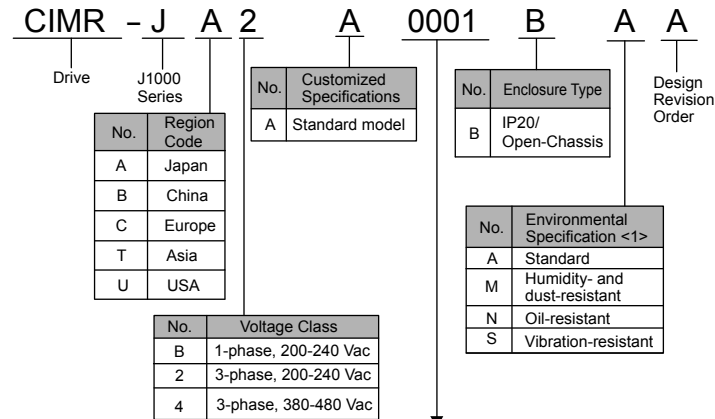 CIMR – J A 2 A 0001 B A A
Drive
J1000
Series
Design
Revision
Order
No. Region
Code
A Japan
B China
C Europe
T Asia
U USA
No. Customized
Specifications
A Standard model
No. Enclosure Type
B IP20/
Open-Chassis
No. Environmental
Specification <1>
A Standard
M Humidity- and
dust-resistant
N Oil-resistant
S Vibration-resistant
No. Voltage Class
B 1-phase, 200-240 Vac
2 3-phase, 200-240 Vac
4 3-phase, 380-480 Vac